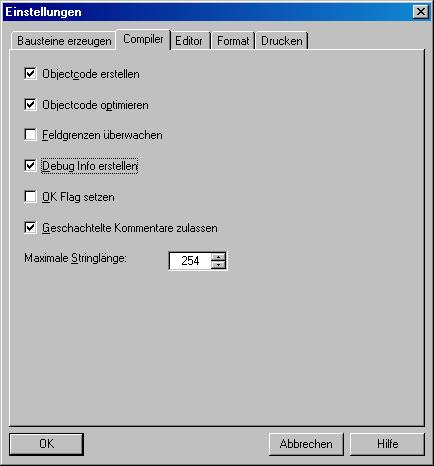 Einstellungen
Bausteine erzeugen Compiler Editor Format Drucken
Objectcode erstellen
Objectcode optimieren
Feldgrenzen überwachen
Debug Info erstellen
OK Flag setzen
Geschachtelte Kommentare zulassen
Maximale Stringlänge: 254
OK Abbrechen Hilfe